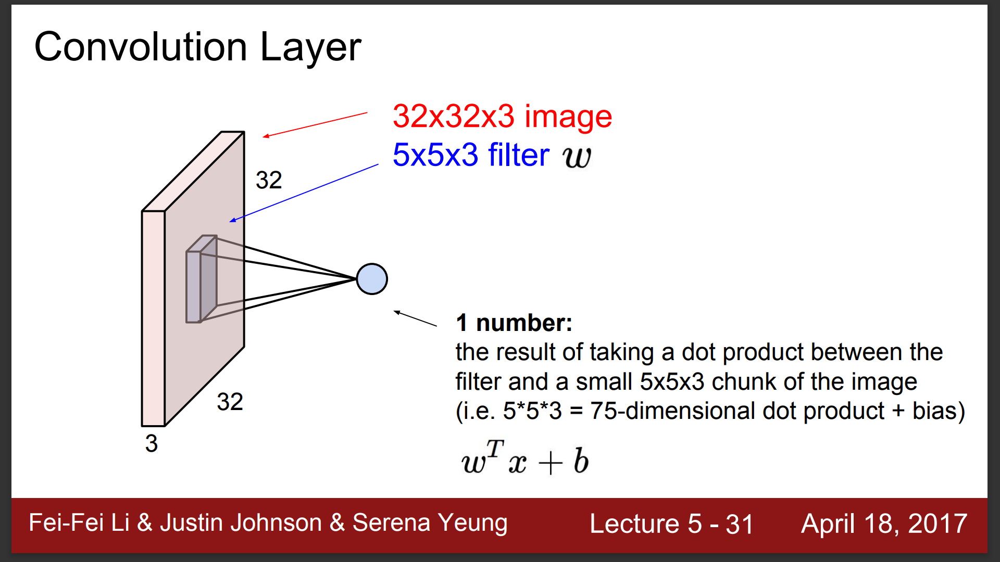 Convolution Layer
32x32x3 image
5x5x3 filter w
32
32
3
1 number:
the result of taking a dot product between the
filter and a small 5x5x3 chunk of the image
(i.e. 5*5*3 = 75-dimensional dot product + bias)
w^T x + b
Fei-Fei Li & Justin Johnson & Serena Yeung
Lecture 5 - 31
April 18, 2017